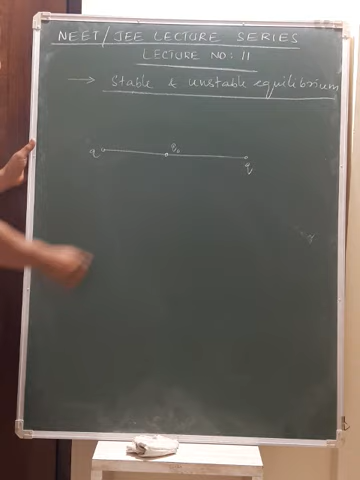 NEET/JEE LECTURE SERIES
LECTURE NO: 11
→ Stable & unstable equilibrium
q q₀ q